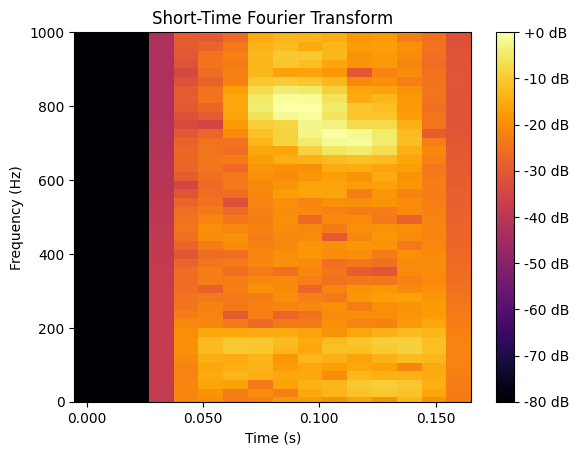 Short-Time Fourier Transform
1000
800
600
400
200
0
Frequency (Hz)
0.000
0.050
0.100
0.150
Time (s)
+0 dB
-10 dB
-20 dB
-30 dB
-40 dB
-50 dB
-60 dB
-70 dB
-80 dB